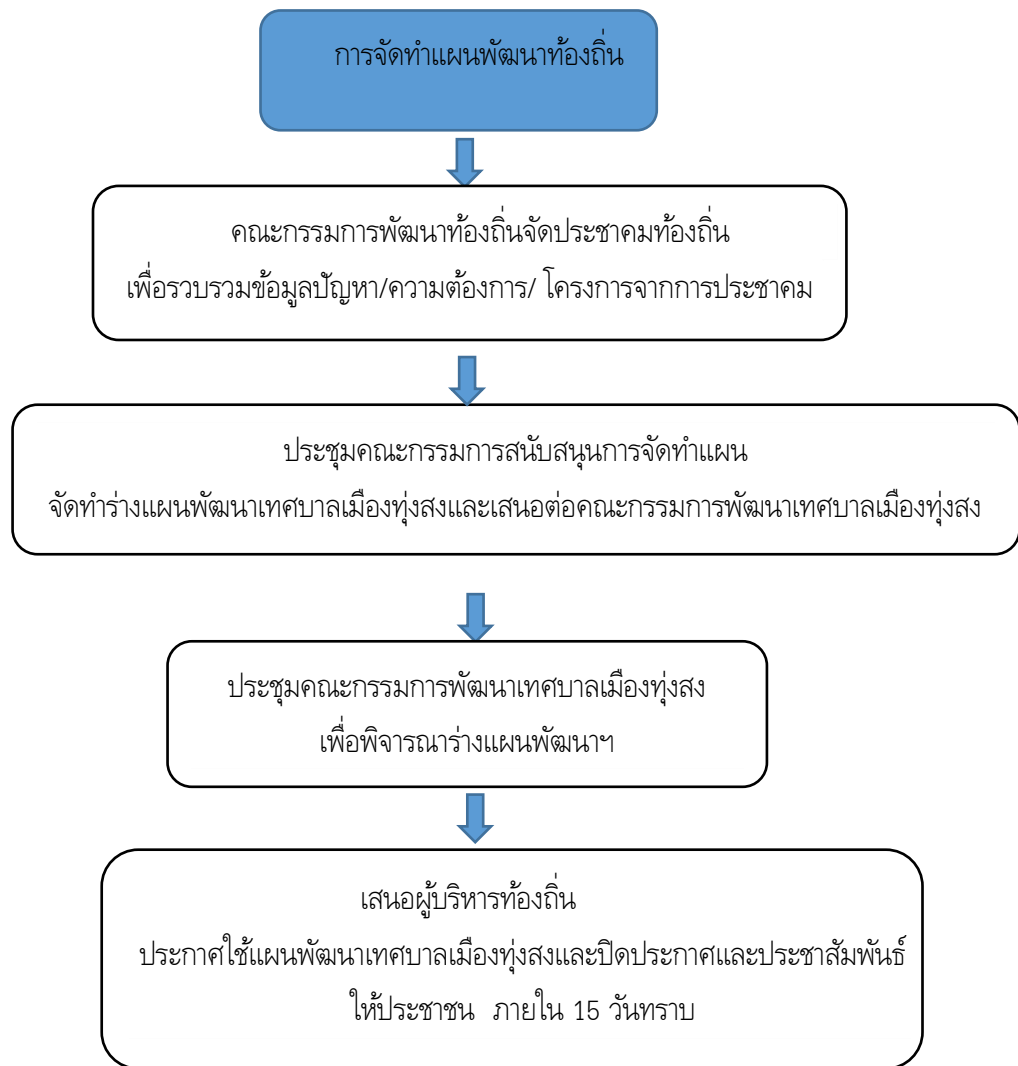 การจัดทำแผนพัฒนาท้องถิ่น
คณะกรรมการพัฒนาท้องถิ่นจัดประชาคมท้องถิ่น
เพื่อรวบรวมข้อมูลปัญหา/ความต้องการ/ โครงการจากการประชาคม
ประชุมคณะกรรมการสนับสนุนการจัดทำแผน
จัดทำร่างแผนพัฒนาเทศบาลเมืองทุ่งสงและเสนอต่อคณะกรรมการพัฒนาเทศบาลเมืองทุ่งสง
ประชุมคณะกรรมการพัฒนาเทศบาลเมืองทุ่งสง
เพื่อพิจารณาร่างแผนพัฒนาฯ
เสนอผู้บริหารท้องถิ่น
ประกาศใช้แผนพัฒนาเทศบาลเมืองทุ่งสงและปิดประกาศและประชาสัมพันธ์
ให้ประชาชน ภายใน 15 วันทราบ